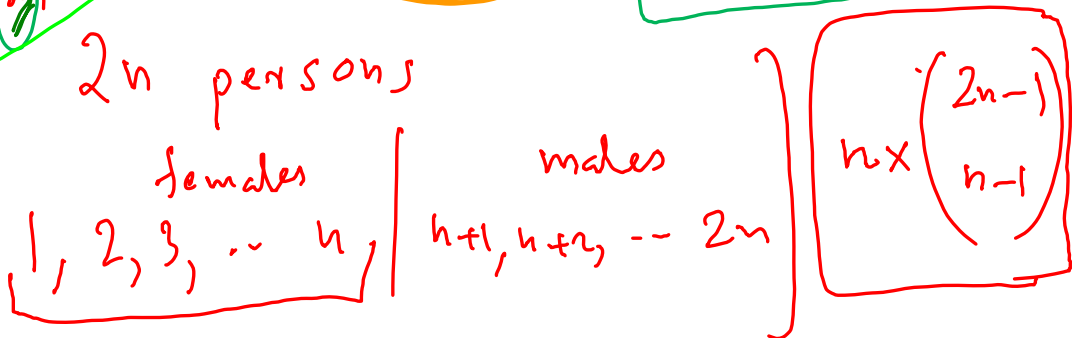 2n persons
females | males
1, 2, 3, .. n, | n+1, n+2, -- 2n
n × (2n-1
n-1)